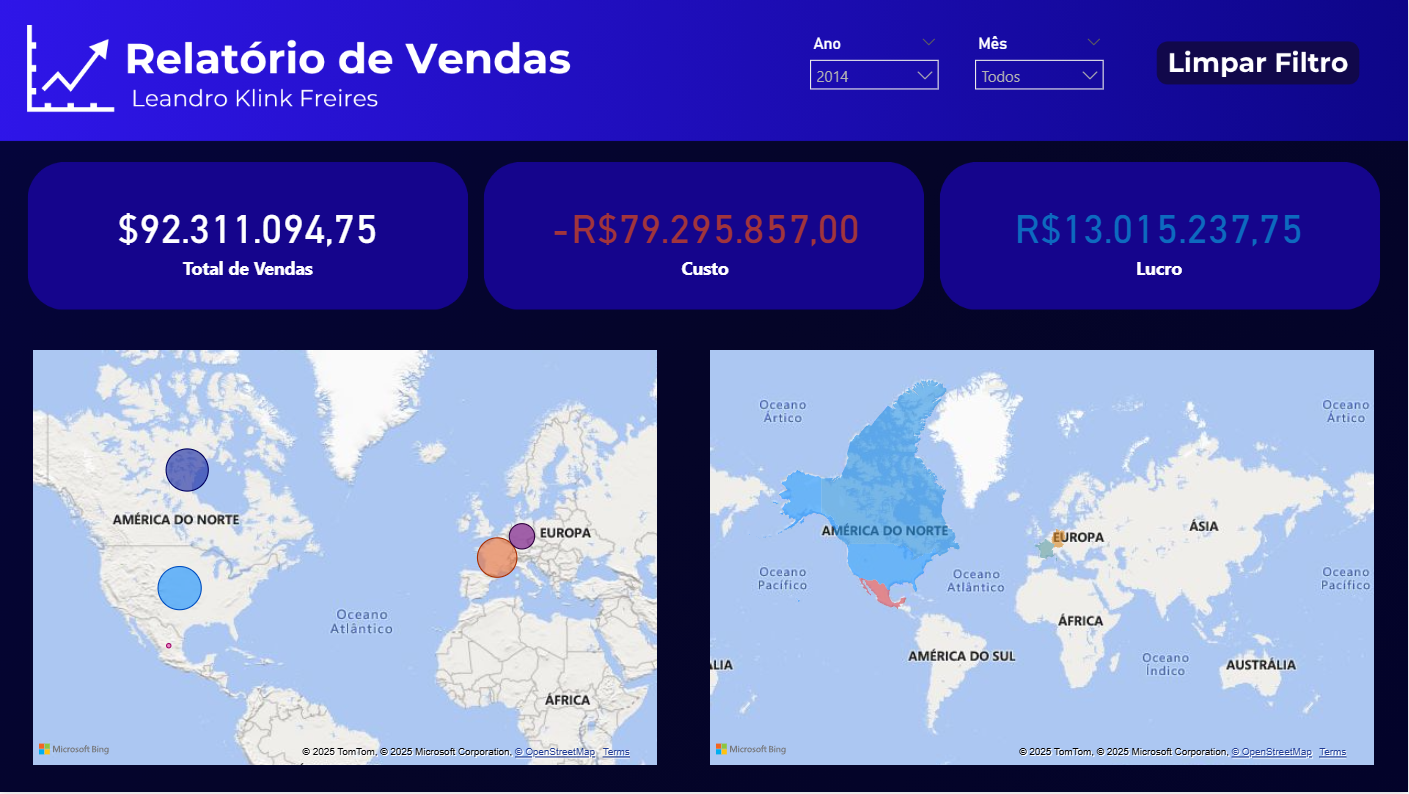 Relatório de Vendas
Leandro Klink Freires
Ano
2014
Mês
Todos
Limpar Filtro
$92.311.094,75
Total de Vendas
-R$79.295.857,00
Custo
R$13.015.237,75
Lucro
AMÉRICA DO NORTE
EUROPA
Oceano
Atlântico
ÁFRICA
Microsoft Bing
© 2025 TomTom, © 2025 Microsoft Corporation, © OpenStreetMap Terms
Oceano
Ártico
Oceano
Ártico
AMÉRICA DO NORTE
EUROPA
ÁSIA
Oceano
Pacífico
Oceano
Atlântico
Oceano
Pacífico
ÁFRICA
AMÉRICA DO SUL
Oceano
Índico
ALIA
AUSTRÁLIA
Microsoft Bing
© 2025 TomTom, © 2025 Microsoft Corporation, © OpenStreetMap Terms